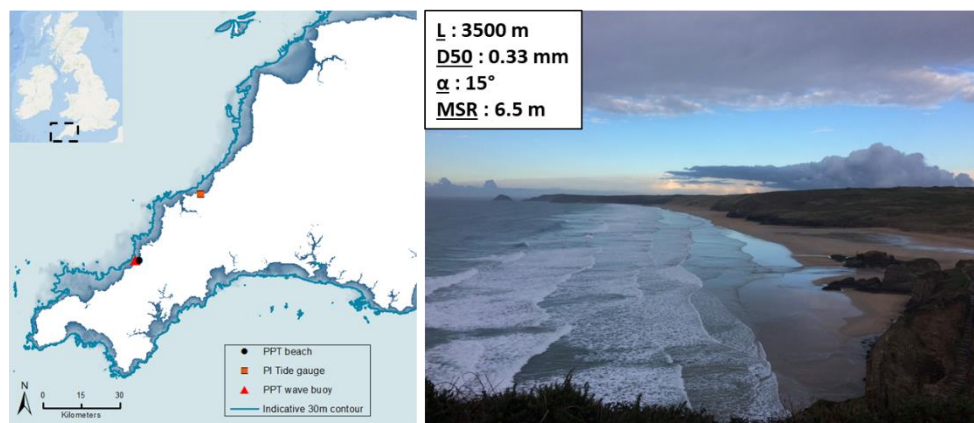 L : 3500 m
D50 : 0.33 mm
α : 15°
MSR : 6.5 m
PPT beach
PI Tide gauge
PPT wave buoy
Indicative 30m contour
N
0 15 30
Kilometers